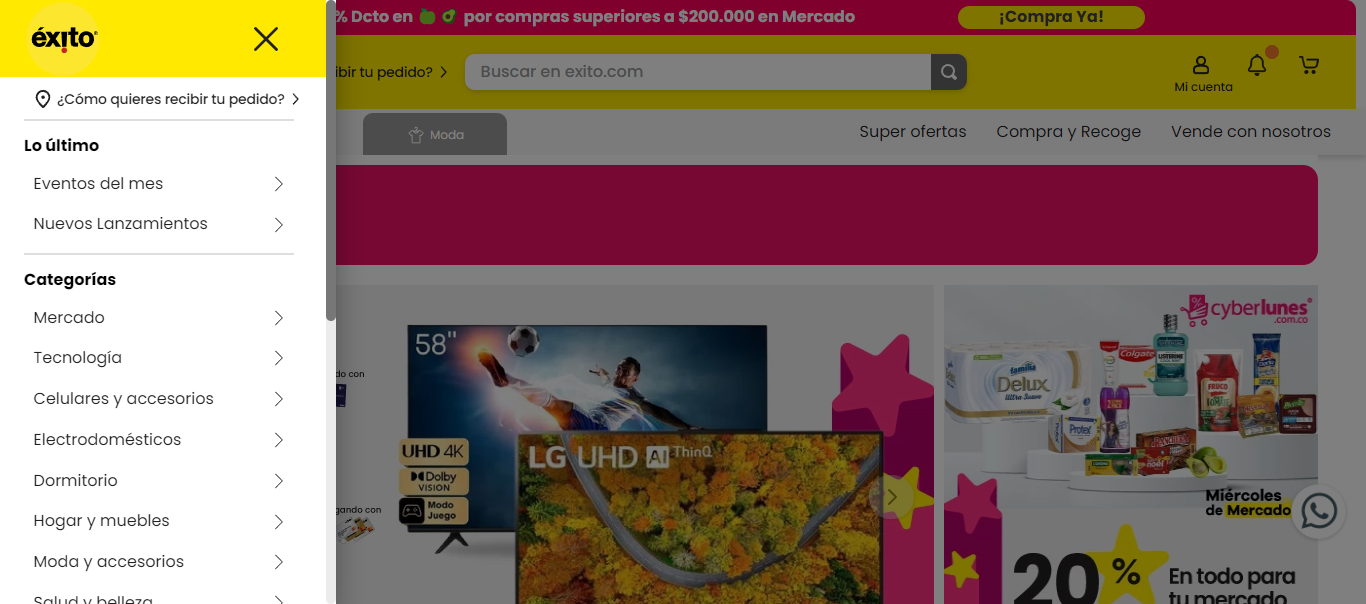 éxito
¿Cómo quieres recibir tu pedido?
Lo último
Eventos del mes
Nuevos Lanzamientos
Categorías
Mercado
Tecnología
Celulares y accesorios
Electrodomésticos
Dormitorio
Hogar y muebles
Moda y accesorios
Salud y belleza
% Dcto en por compras superiores a $200.000 en Mercado
¡Compra Ya!
ibir tu pedido?
Buscar en exito.com
Mi cuenta
Moda
Super ofertas
Compra y Recoge
Vende con nosotros
do con
gando con
58"
UHD 4K
Dolby
VISION
Modo
Juego
LG UHD AI ThinQ
cyberlunes
.com.co
familia
Delux
Ultra Suave
Colgate
LISTERINE
Protex
FRUCO
Miércoles
de Mercado
20%
En todo para
tu mercado